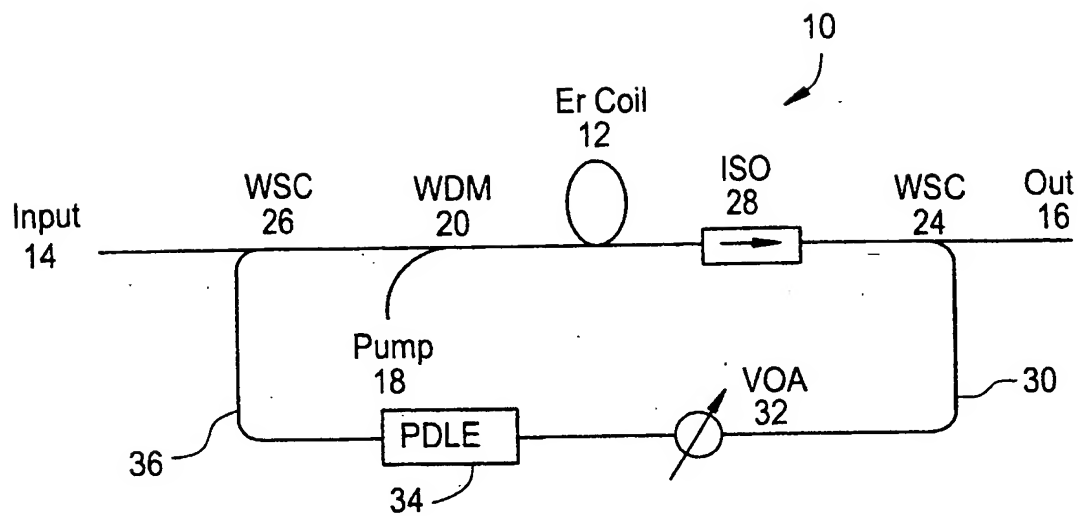 10
Er Coil
12
ISO
28
WSC
26
WDM
20
WSC
24
Out
16
Input
14
Pump
18
VOA
32
30
PDLE
36
34